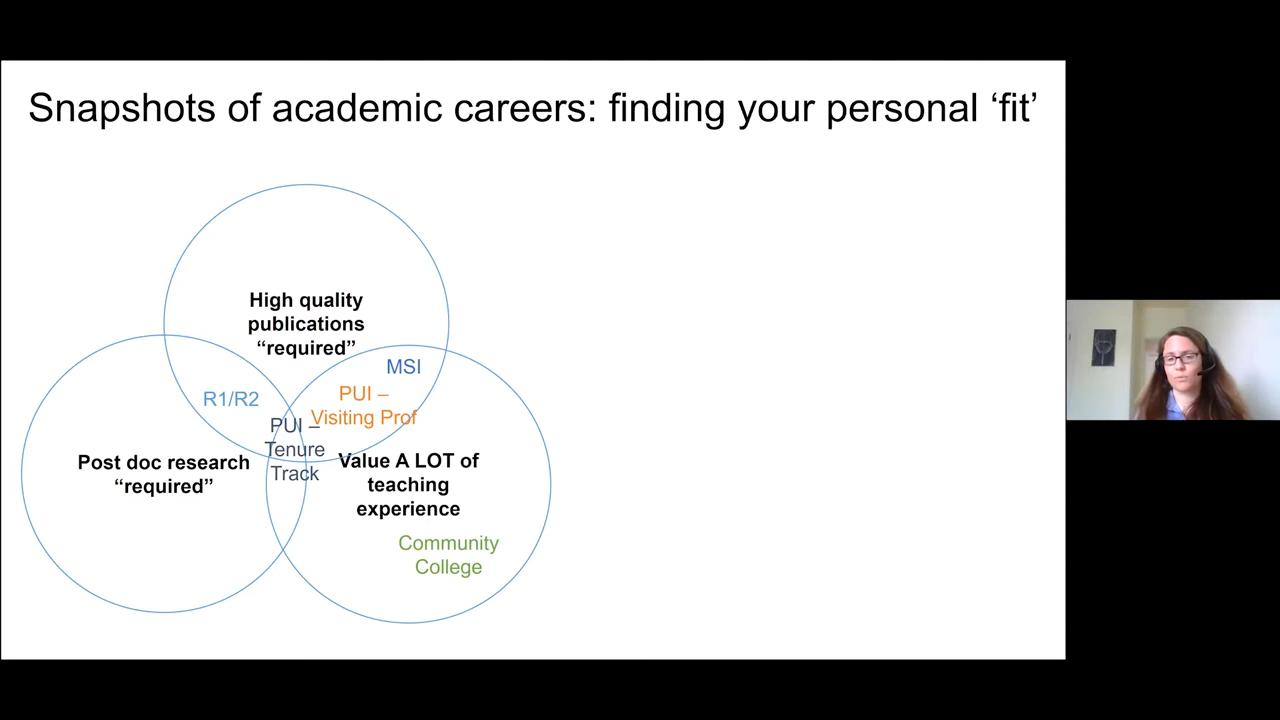 Snapshots of academic careers: finding your personal ‘fit’
High quality
publications
“required”
MSI
R1/R2
PUI –
Visiting Prof
PUI –
Tenure
Track
Post doc research
“required”
Value A LOT of
teaching
experience
Community
College